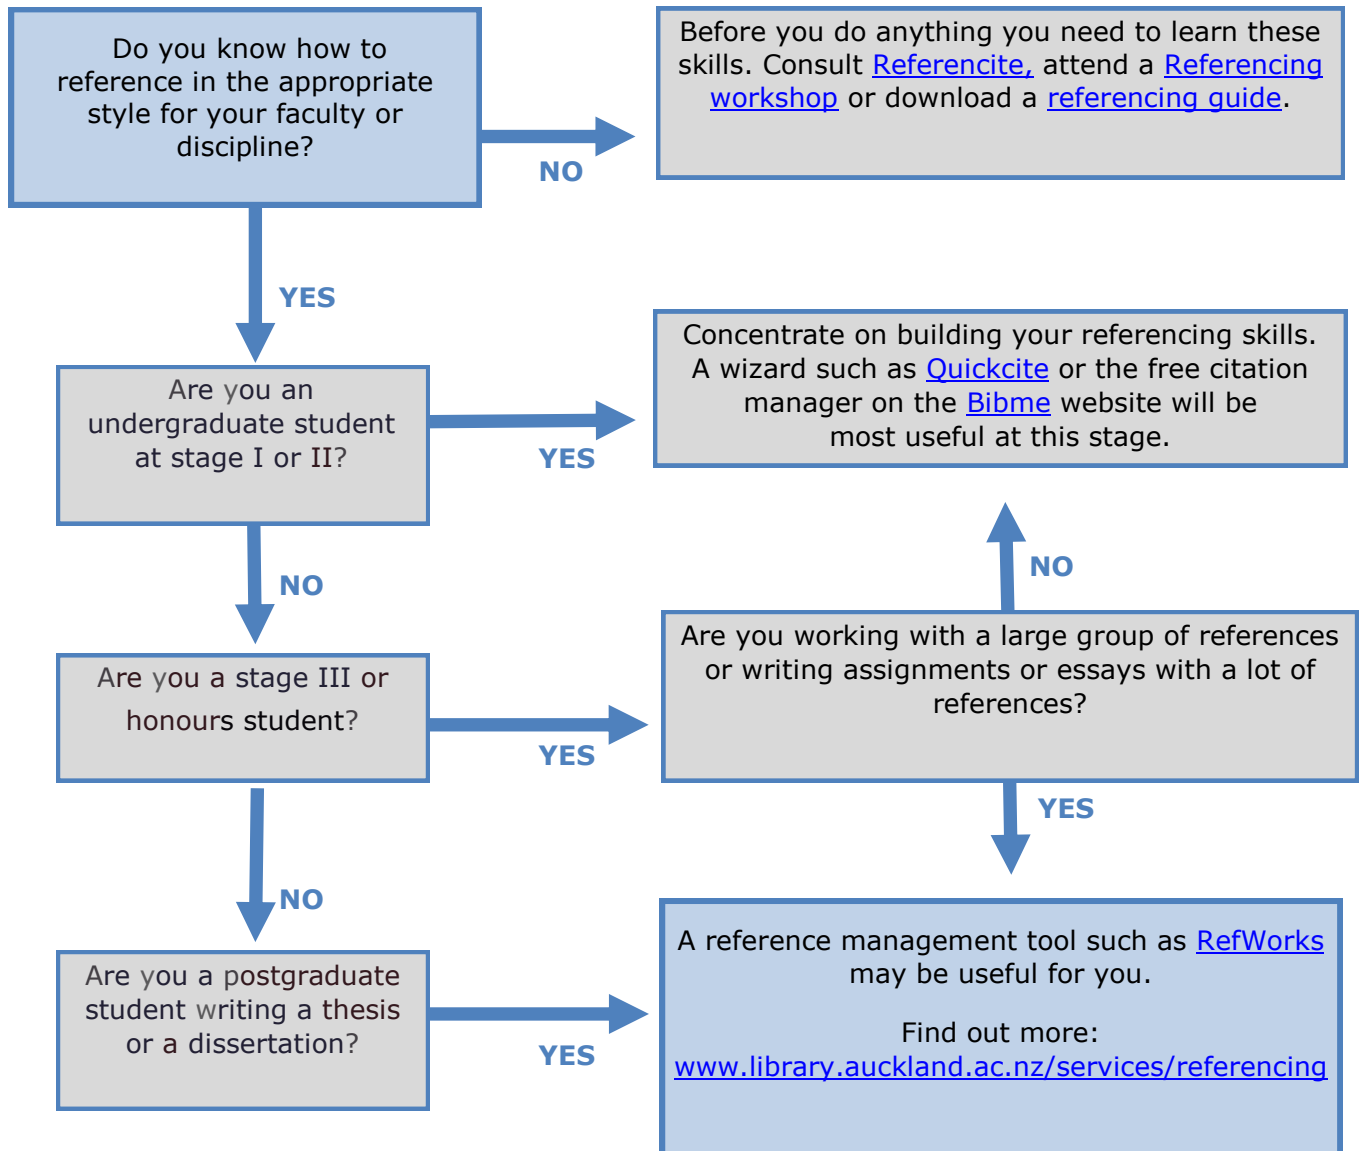 Do you know how to
reference in the appropriate
style for your faculty or
discipline?
NO
Before you do anything you need to learn these
skills. Consult Referencite, attend a Referencing
workshop or download a referencing guide.
YES
Are you an
undergraduate student
at stage I or II?
YES
Concentrate on building your referencing skills.
A wizard such as Quickcite or the free citation
manager on the Bibme website will be
most useful at this stage.
NO
NO
Are you a stage III or
honours student?
YES
Are you working with a large group of references
or writing assignments or essays with a lot of
references?
YES
NO
Are you a postgraduate
student writing a thesis
or a dissertation?
YES
A reference management tool such as RefWorks
may be useful for you.
Find out more:
www.library.auckland.ac.nz/services/referencing